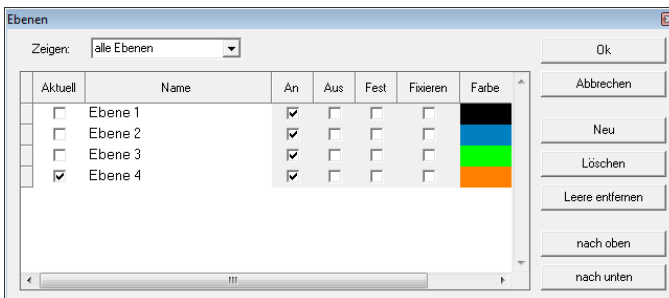 Ebenen
Zeigen: alle Ebenen
Ok
Abbrechen
Neu
Löschen
Leere entfernen
nach oben
nach unten
Aktuell Name An Aus Fest Fixieren Farbe
Ebene 1
Ebene 2
Ebene 3
Ebene 4